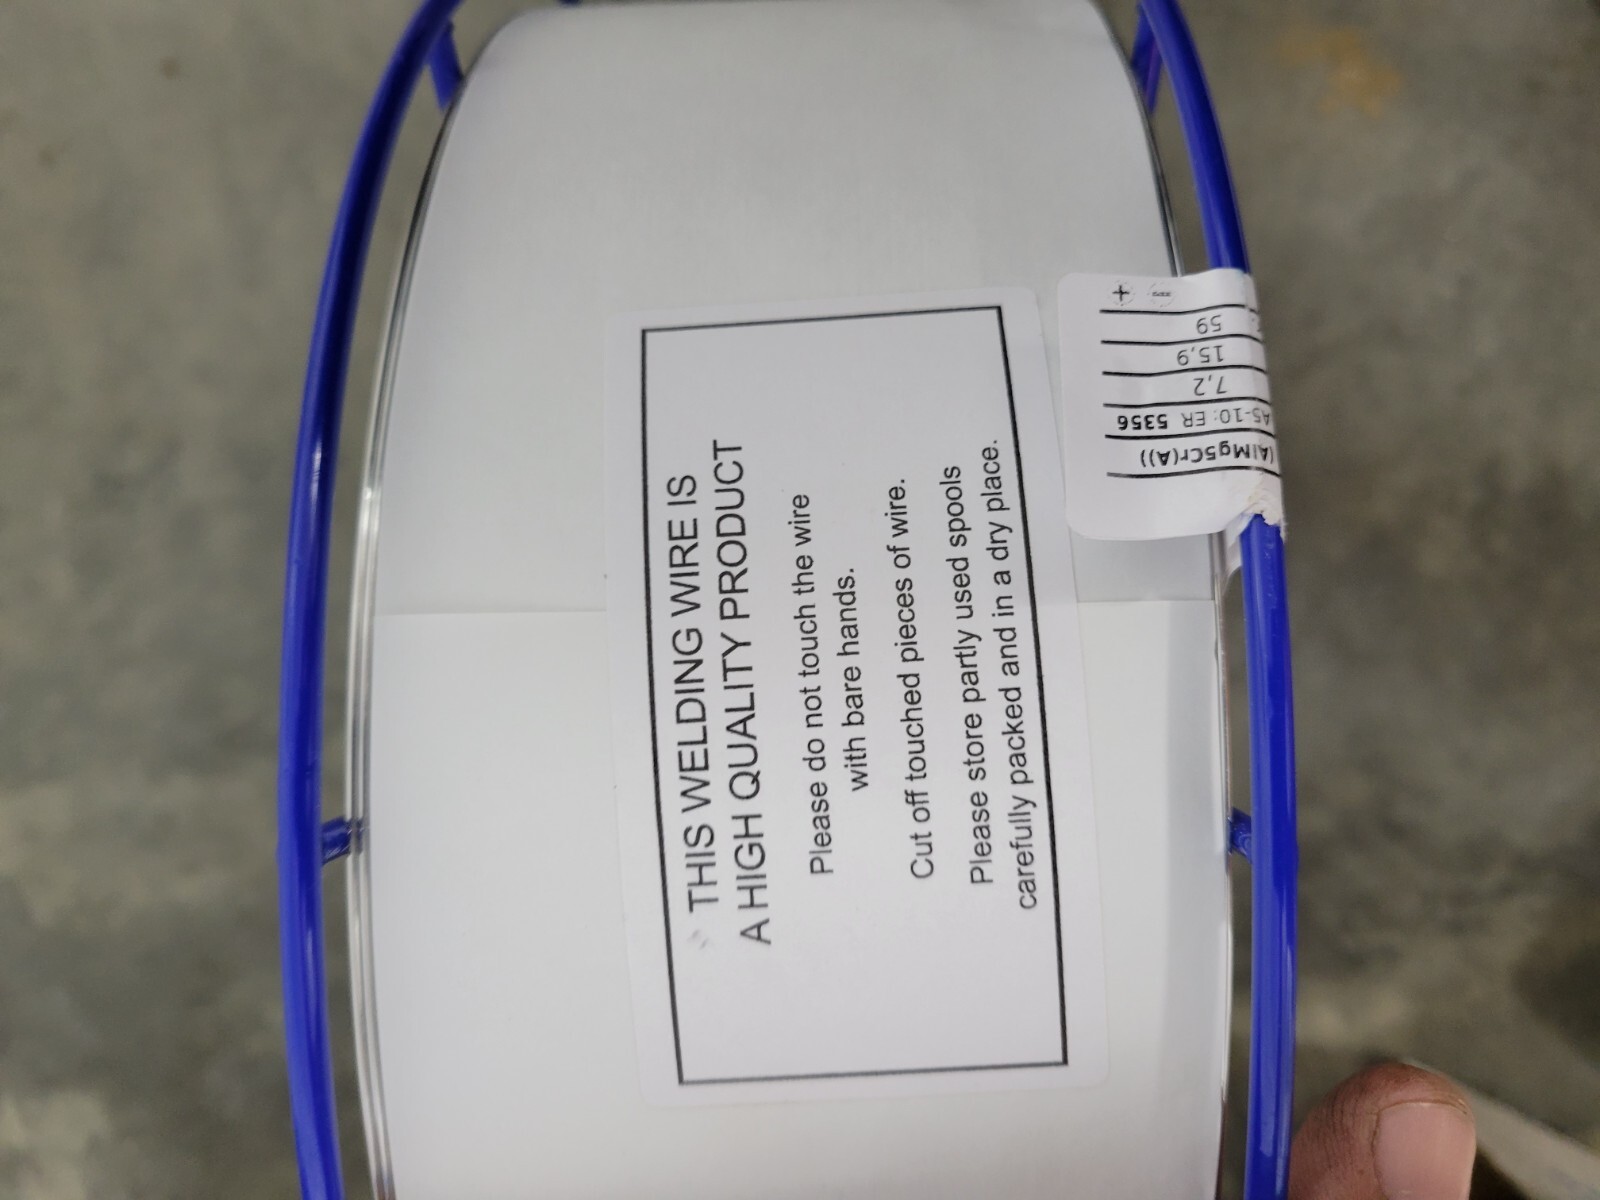 THIS WELDING WIRE IS
A HIGH QUALITY PRODUCT
Please do not touch the wire
with bare hands.
Cut off touched pieces of wire.
Please store partly used spools
carefully packed and in a dry place.
(AlMg5Cr(A))
A5-10: ER 5356
7,2
15,9
59
+